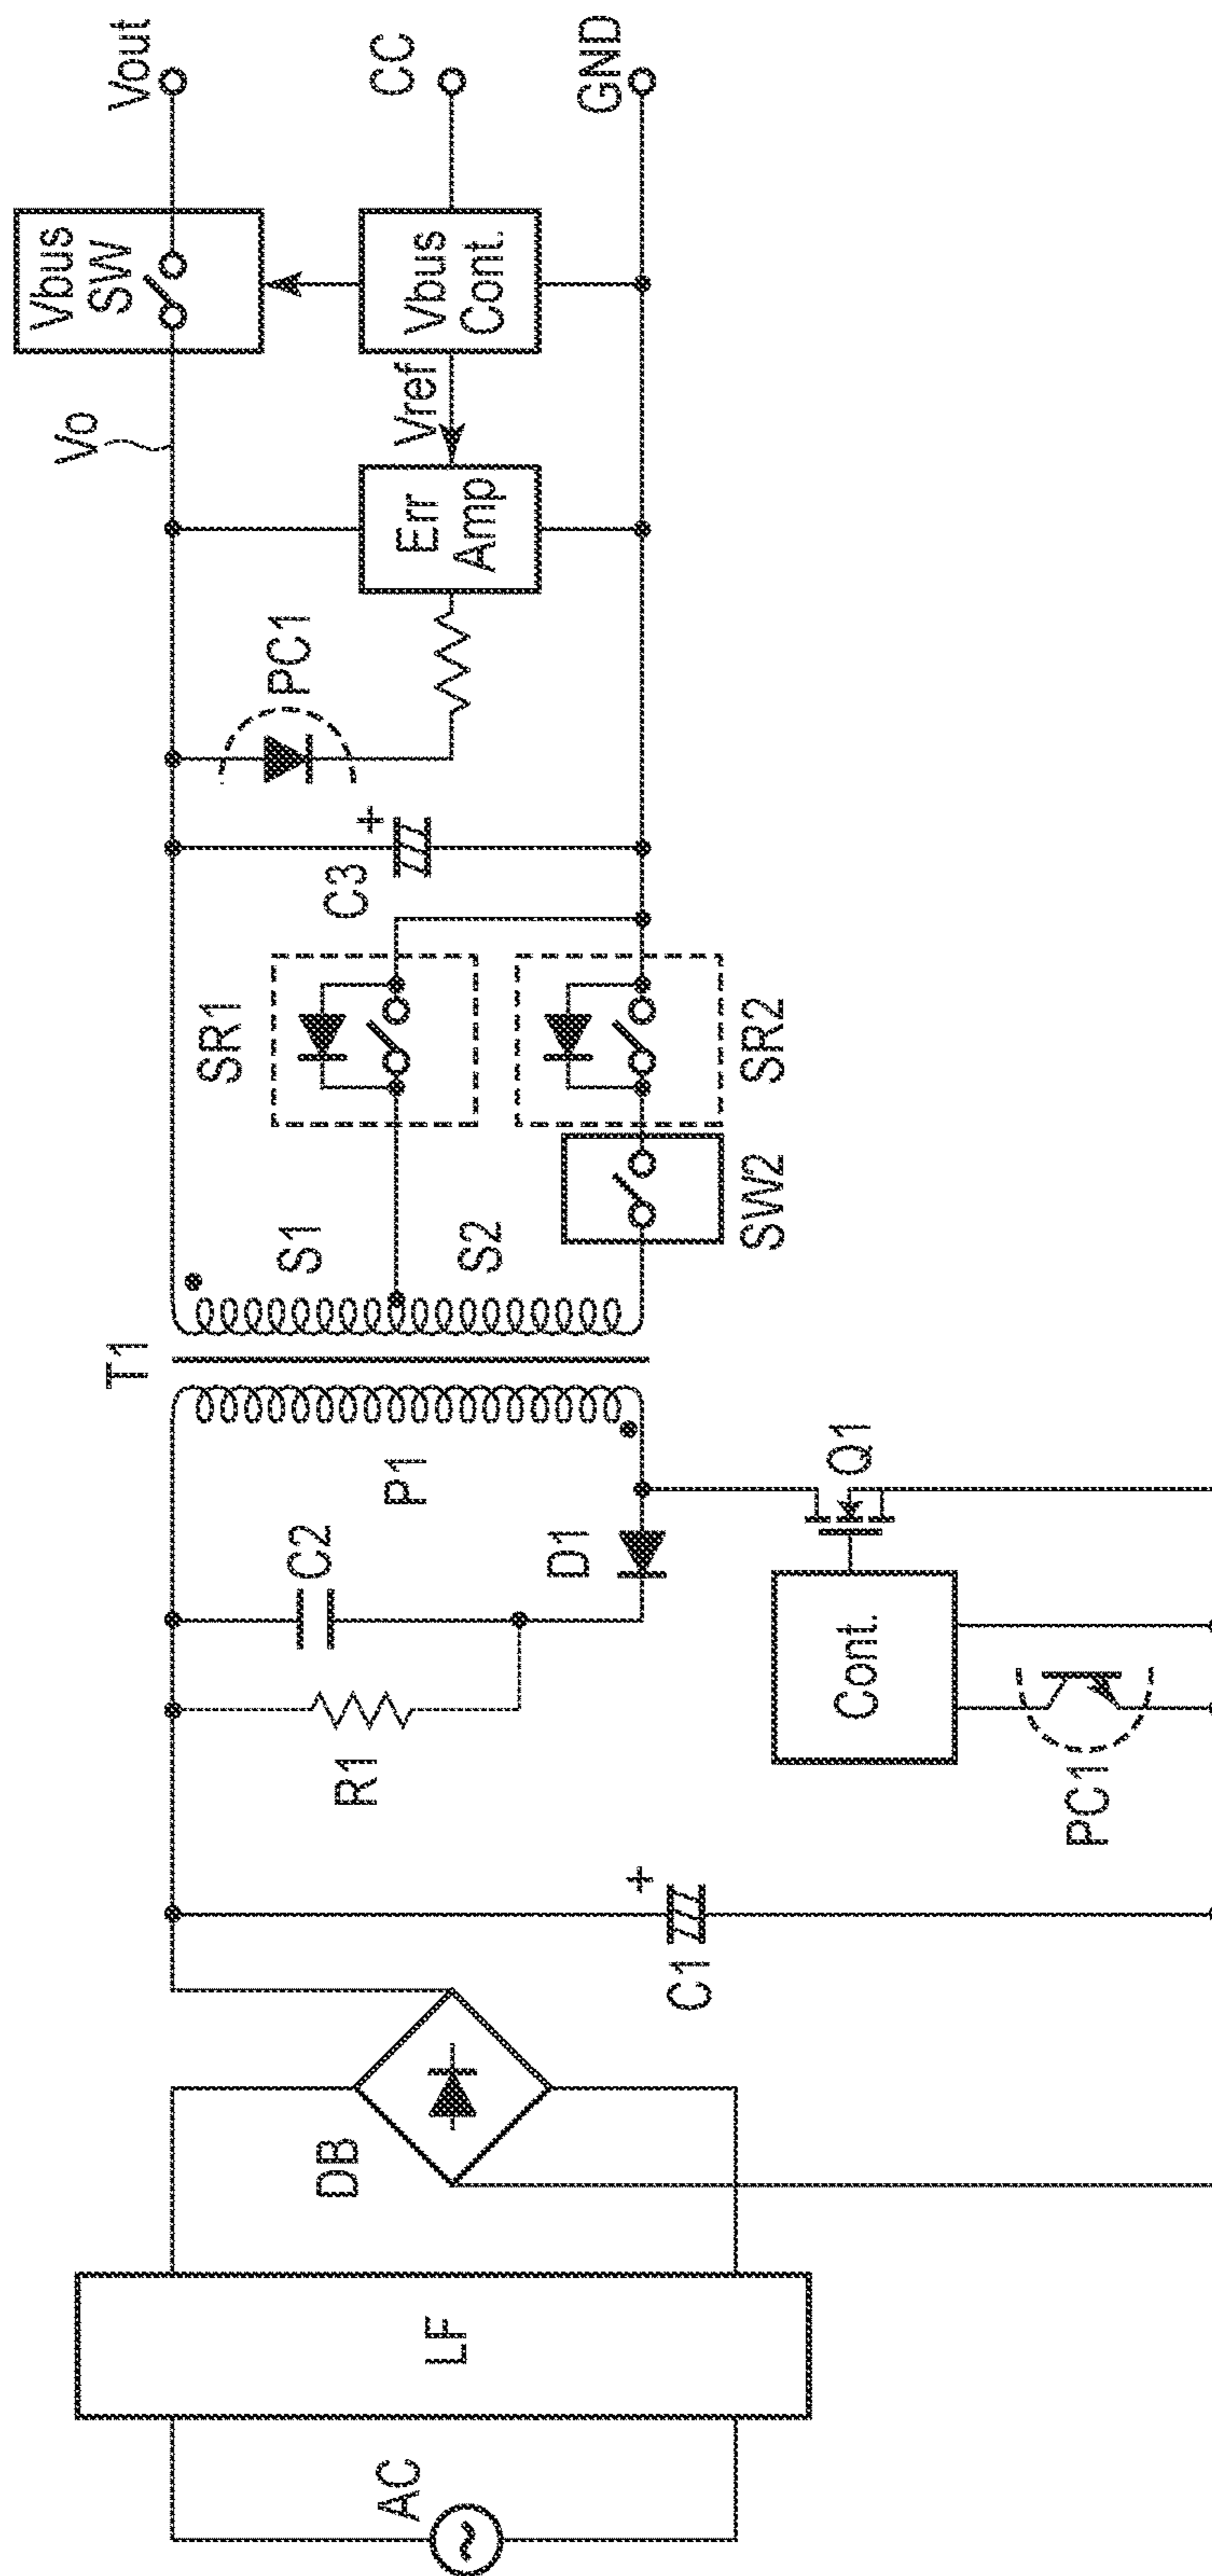 AC
LF
DB
C1
+
R1
C2
D1
P1
T1
Cont.
PC1
Q1
S1
S2
SR1
SW2
SR2
C3
+
PC1
Err
Amp
Vo
Vref
Vbus
SW
Vbus
Cont.
Vout
CC
GND